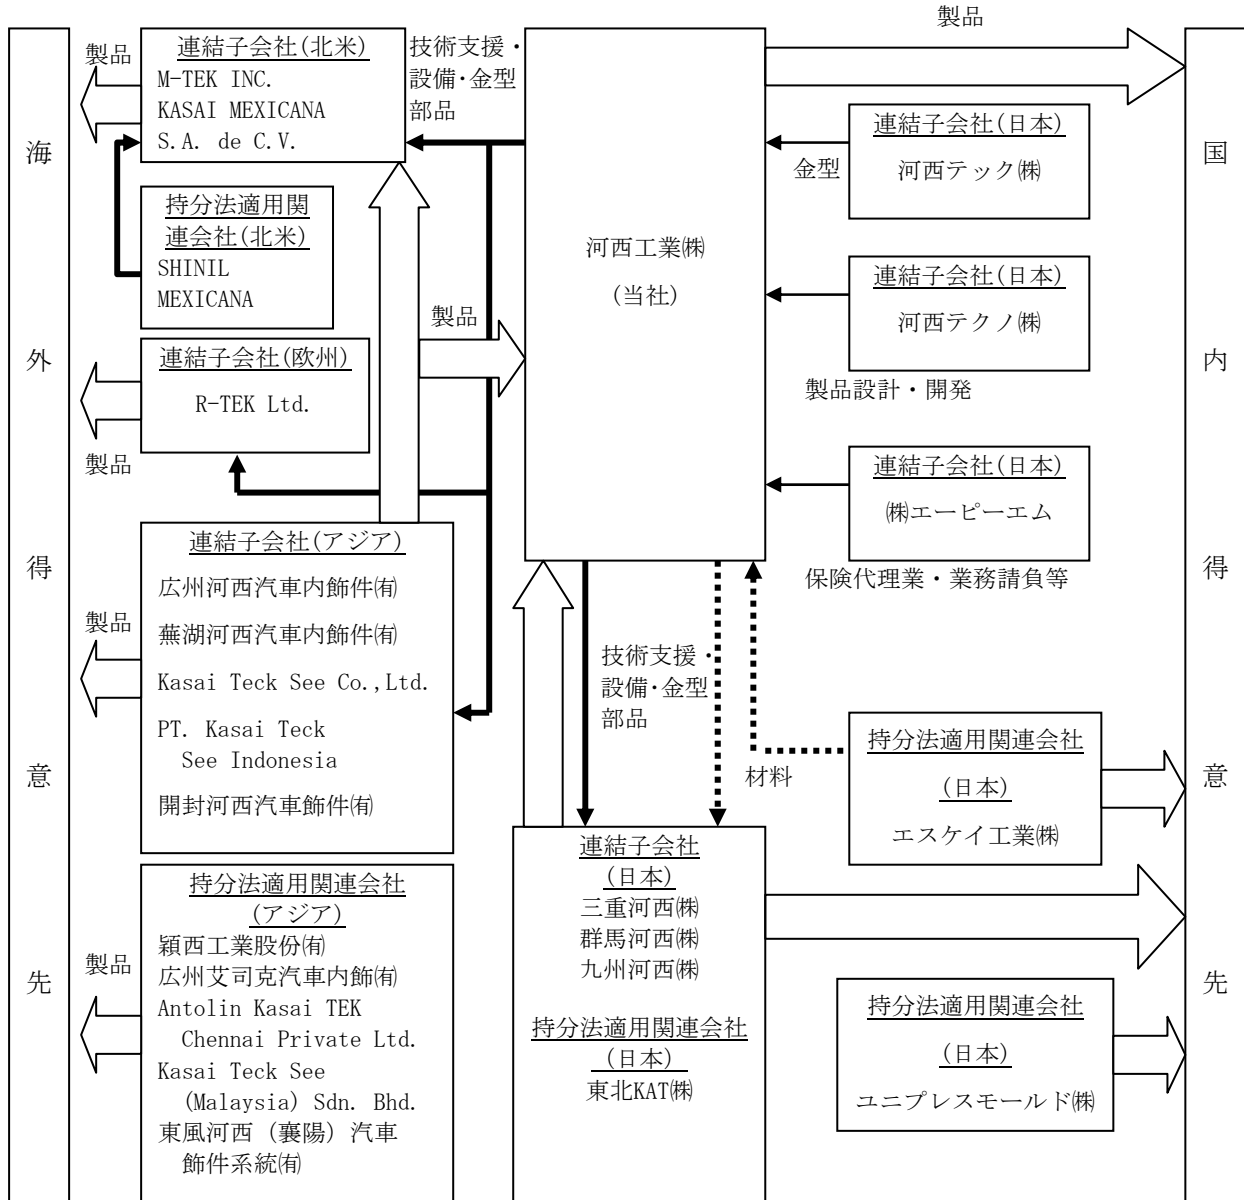 海
外
得
意
先
製品
連結子会社(北米)
M-TEK INC.
KASAI MEXICANA
S.A. de C.V.
技術支援・
設備・金型
部品
持分法適用関
連会社(北米)
SHINIL
MEXICANA
製品
連結子会社(欧州)
R-TEK Ltd.
製品
連結子会社(アジア)
広州河西汽車内飾件㈲
蕪湖河西汽車内飾件㈲
Kasai Teck See Co.,Ltd.
PT. Kasai Teck
See Indonesia
開封河西汽車飾件㈲
製品
持分法適用関連会社
(アジア)
穎西工業股份㈲
広州艾司克汽車内飾㈲
Antolin Kasai TEK
Chennai Private Ltd.
Kasai Teck See
(Malaysia) Sdn. Bhd.
東風河西（襄陽）汽車
飾件系統㈲
製品
河西工業㈱
(当社)
技術支援・
設備・金型
部品
材料
連結子会社
(日本)
三重河西㈱
群馬河西㈱
九州河西㈱
持分法適用関連会社
(日本)
東北KAT㈱
製品
連結子会社(日本)
河西テック㈱
金型
連結子会社(日本)
河西テクノ㈱
製品設計・開発
連結子会社(日本)
㈱エーピーエム
保険代理業・業務請負等
持分法適用関連会社
(日本)
エスケイ工業㈱
持分法適用関連会社
(日本)
ユニプレスモールド㈱
国
内
得
意
先